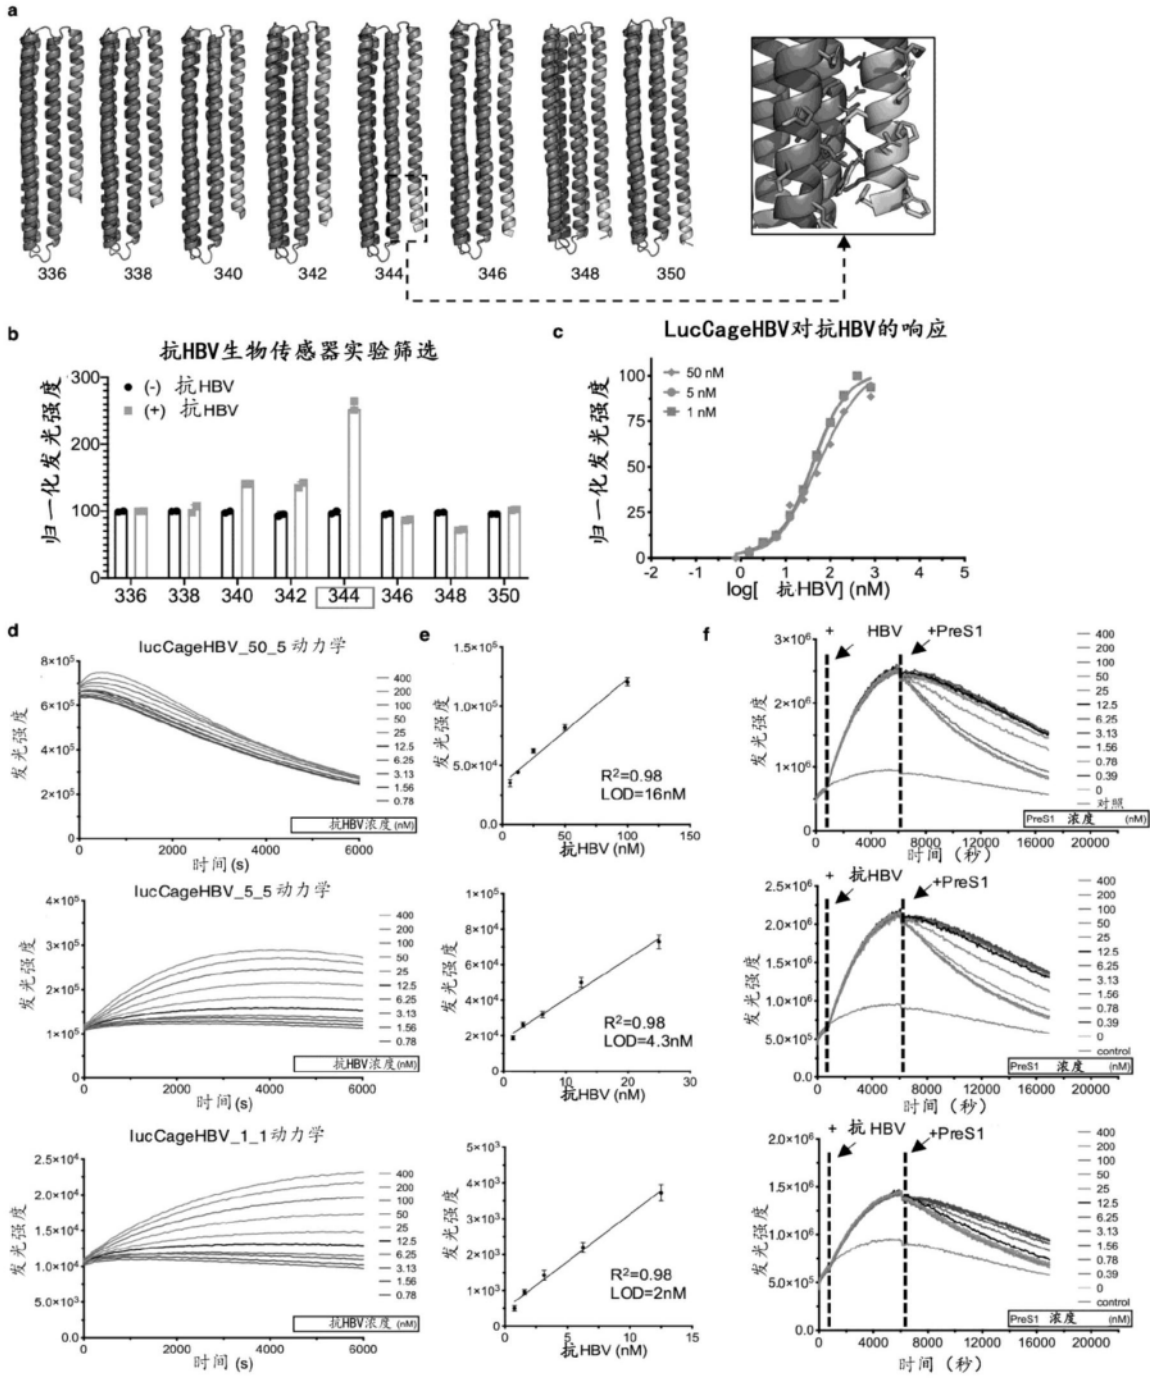 a
336 338 340 342 344 346 348 350
b
抗HBV生物传感器实验筛选
归一化发光强度
300
200
100
0
(-) 抗HBV
(+) 抗HBV
336 338 340 342 344 346 348 350
c
LucCageHBV对抗HBV的响应
归一化发光强度
100
75
50
25
0
50 nM
5 nM
1 nM
-2 -1 0 1 2 3 4 5
log[ 抗HBV] (nM)
d
lucCageHBV_50_5 动力学
发光强度
8×10⁵
6×10⁵
4×10⁵
2×10⁵
0
400
200
100
50
25
12.5
6.25
3.13
1.56
0.78
抗HBV浓度(nM)
0 2000 4000 6000
时间(s)
lucCageHBV_5_5动力学
发光强度
4×10⁵
3×10⁵
2×10⁵
1×10⁵
0
400
200
100
50
25
12.5
6.25
3.13
1.56
0.78
抗HBV浓度(nM)
0 2000 4000 6000
时间(s)
lucCageHBV_1_1动力学
发光强度
2.5×10⁴
2.0×10⁴
1.5×10⁴
1.0×10⁴
5.0×10³
0.0
400
200
100
50
25
12.5
6.25
3.13
1.56
0.78
抗HBV浓度(nM)
0 2000 4000 6000
时间(s)
e
发光强度
1.5×10⁵
1.0×10⁵
5.0×10⁴
0.0
R²=0.98
LOD=16nM
0 50 100 150
抗HBV (nM)
发光强度
1×10⁵
8×10⁴
6×10⁴
4×10⁴
2×10⁴
0
R²=0.98
LOD=4.3nM
0 10 20 30
抗HBV (nM)
发光强度
5×10³
4×10³
3×10³
2×10³
1×10³
0
R²=0.98
LOD=2nM
0 5 10 15
抗HBV (nM)
f
+ HBV +PreS1
发光强度
3×10⁶
2×10⁶
1×10⁶
0
400
200
100
50
25
12.5
6.25
3.13
1.56
0.78
0.39
0
对照
PreS1 浓度 (nM)
0 4000 8000 12000 16000 20000
时间（秒）
+ 抗HBV +PreS1
发光强度
2.5×10⁶
2.0×10⁶
1.5×10⁶
1.0×10⁶
5.0×10⁵
0.0
400
200
100
50
25
12.5
6.25
3.13
1.56
0.78
0.39
0
control
PreS1 浓度 (nM)
0 4000 8000 12000 16000 20000
时间（秒）
+ 抗HBV +PreS1
发光强度
2.0×10⁶
1.5×10⁶
1.0×10⁶
5.0×10⁵
0.0
400
200
100
50
25
12.5
6.25
3.13
1.56
0.78
0.39
0
control
PreS1 浓度 (nM)
0 4000 8000 12000 16000 20000
时间（秒）